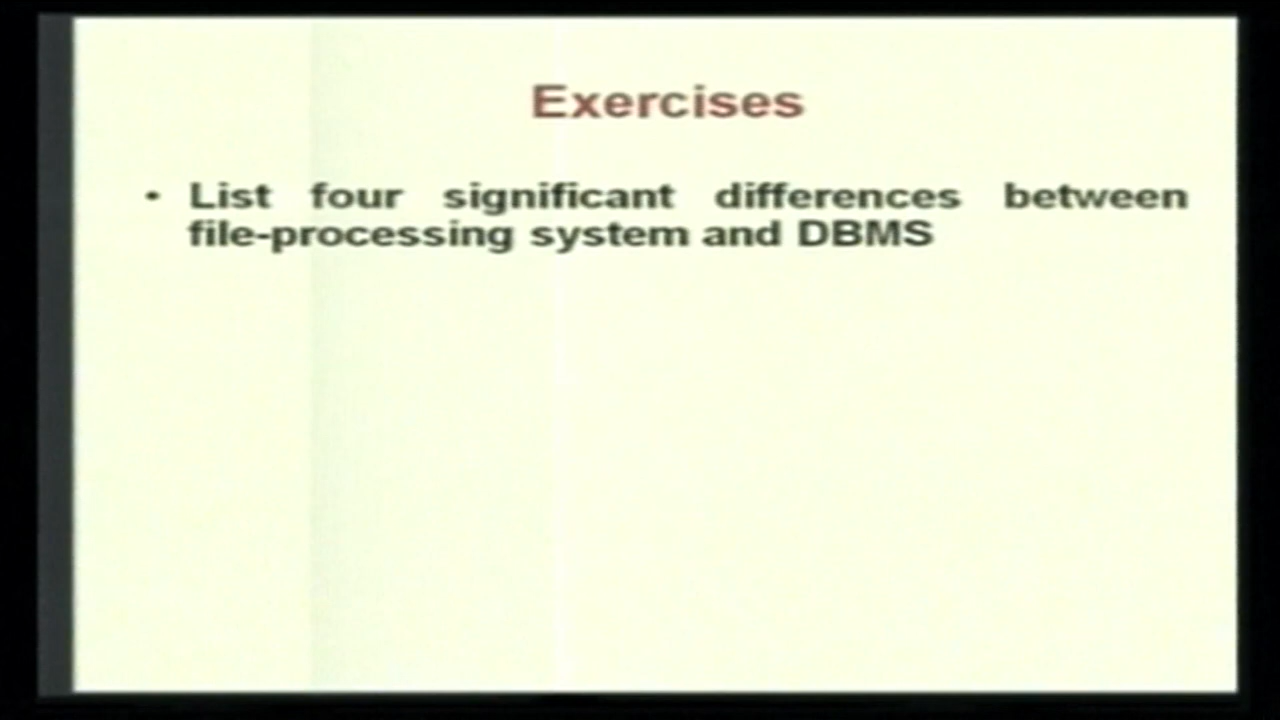 Exercises
• List four significant differences between
file-processing system and DBMS